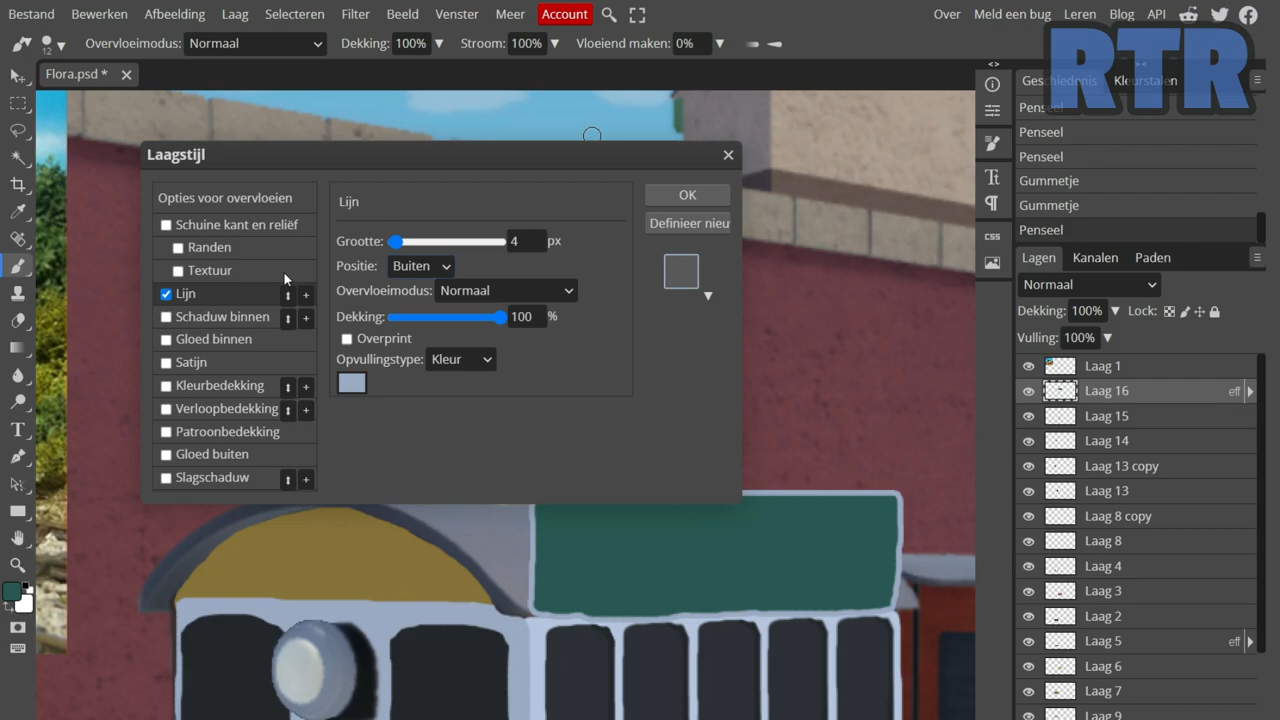 Bestand Bewerken Afbeelding Laag Selecteren Filter Beeld Venster Meer Account Over Meld een bug Leren Blog API
12 Overvloeimodus: Normaal Dekking: 100% Stroom: 100% Vloeiend maken: 0%
RTR
Flora.psd * Geschiedenis Kleurstalen
Penseel
Penseel
Penseel
Gummetje
Gummetje
Penseel
Laagstijl
Opties voor overvloeien
Schuine kant en reliëf
Randen
Textuur
Lijn
Schaduw binnen
Gloed binnen
Satijn
Kleurbedekking
Verloopbedekking
Patroonbedekking
Gloed buiten
Slagschaduw
Lijn
Grootte: 4 px
Positie: Buiten
Overvloeimodus: Normaal
Dekking: 100 %
Overprint
Opvullingstype: Kleur
OK
Definieer nieu
css
Lagen Kanalen Paden
Normaal
Dekking: 100% Lock:
Vulling: 100%
Laag 1
Laag 16 eff
Laag 15
Laag 14
Laag 13 copy
Laag 13
Laag 8 copy
Laag 8
Laag 4
Laag 3
Laag 2
Laag 5 eff
Laag 6
Laag 7
Laag 9